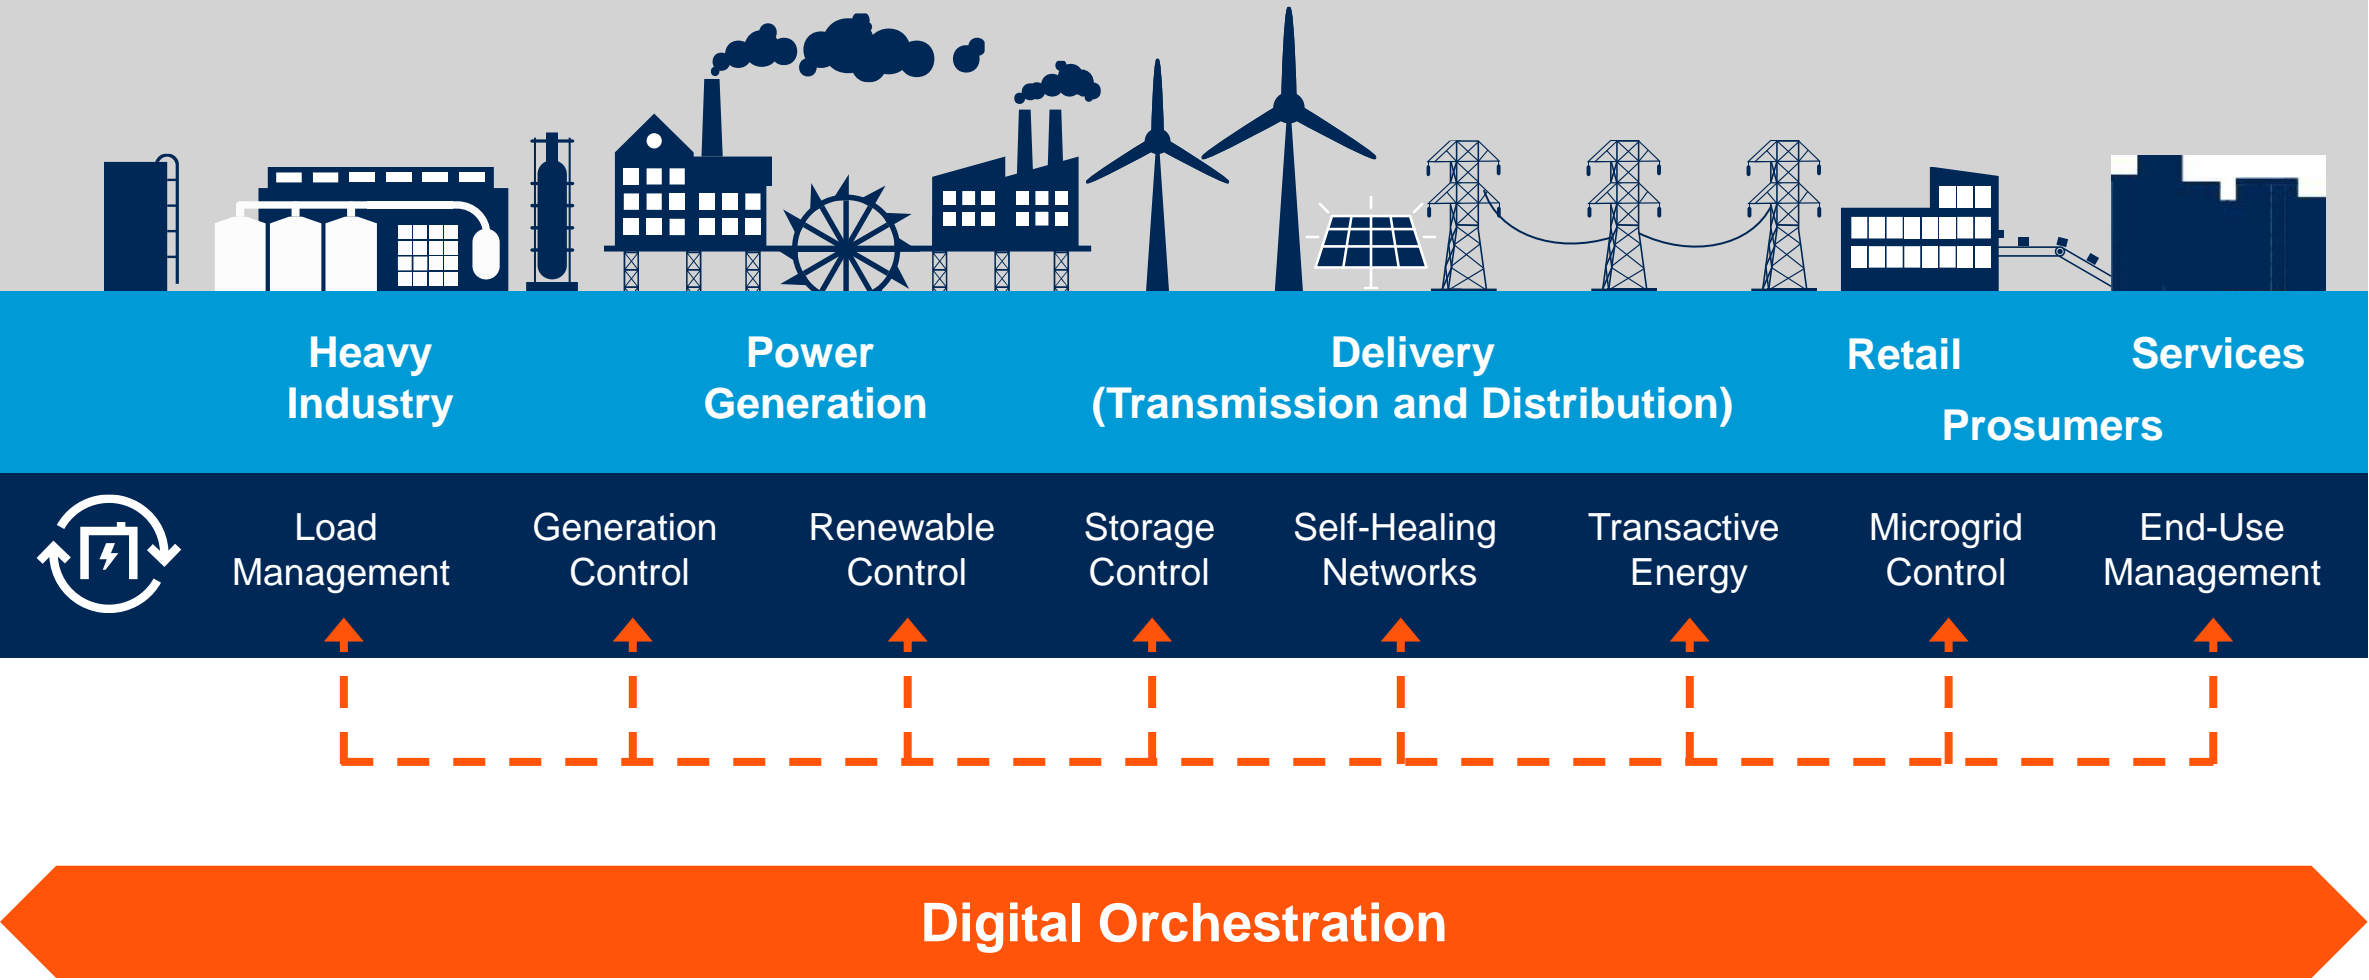 Heavy
Industry
Power
Generation
Delivery
(Transmission and Distribution)
Retail
Services
Prosumers
Load
Management
Generation
Control
Renewable
Control
Storage
Control
Self-Healing
Networks
Transactive
Energy
Microgrid
Control
End-Use
Management
Digital Orchestration